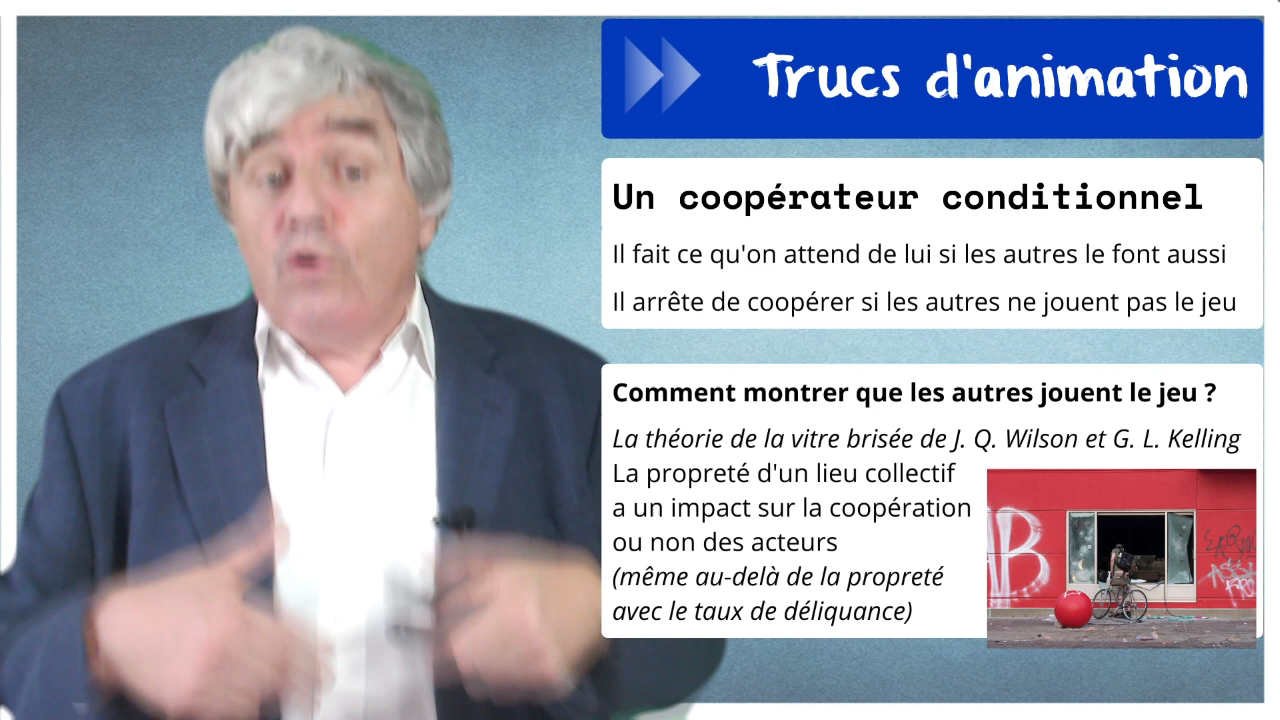 Trucs d'animation
Un coopérateur conditionnel
Il fait ce qu'on attend de lui si les autres le font aussi
Il arrête de coopérer si les autres ne jouent pas le jeu
Comment montrer que les autres jouent le jeu ?
La théorie de la vitre brisée de J. Q. Wilson et G. L. Kelling
La propreté d'un lieu collectif
a un impact sur la coopération
ou non des acteurs
(même au-delà de la propreté
avec le taux de déliquance)